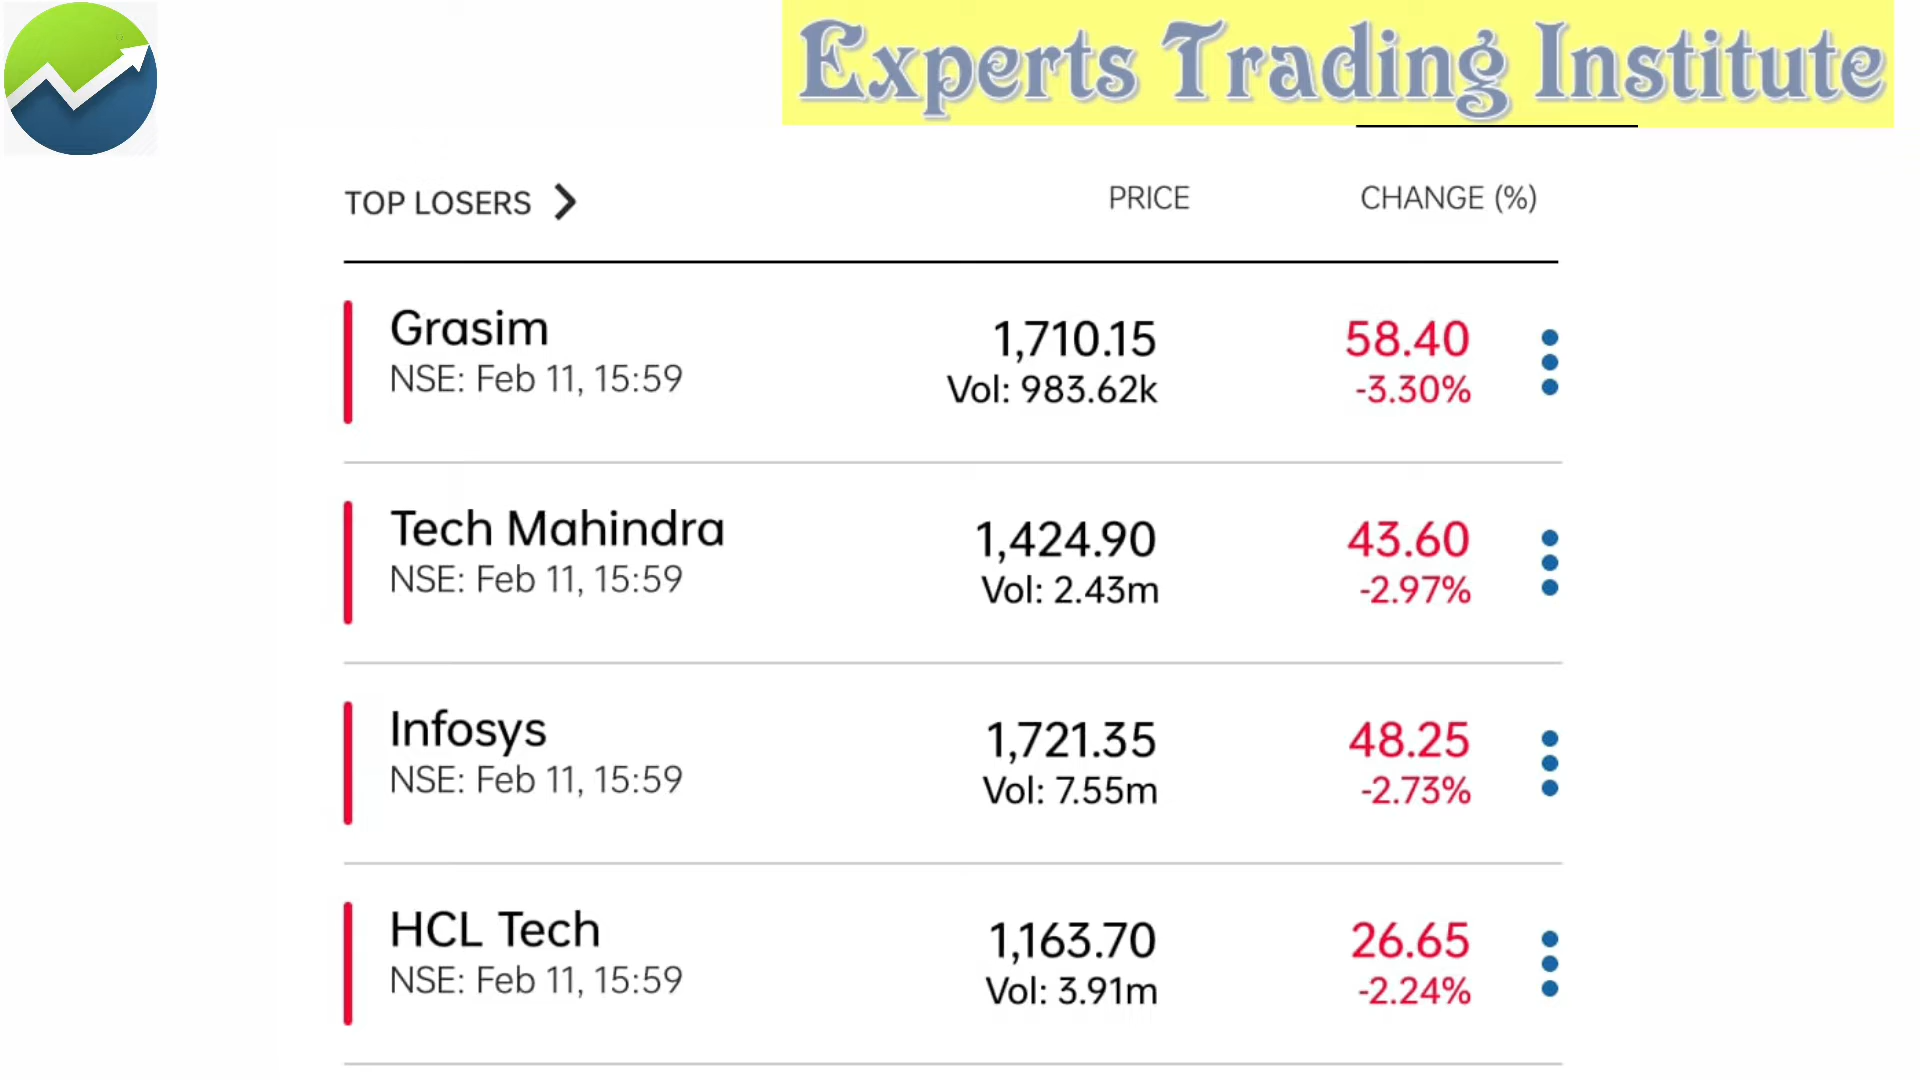 Experts Trading Institute
TOP LOSERS PRICE CHANGE (%)
Grasim 1,710.15 58.40
NSE: Feb 11, 15:59 Vol: 983.62k -3.30%
Tech Mahindra 1,424.90 43.60
NSE: Feb 11, 15:59 Vol: 2.43m -2.97%
Infosys 1,721.35 48.25
NSE: Feb 11, 15:59 Vol: 7.55m -2.73%
HCL Tech 1,163.70 26.65
NSE: Feb 11, 15:59 Vol: 3.91m -2.24%